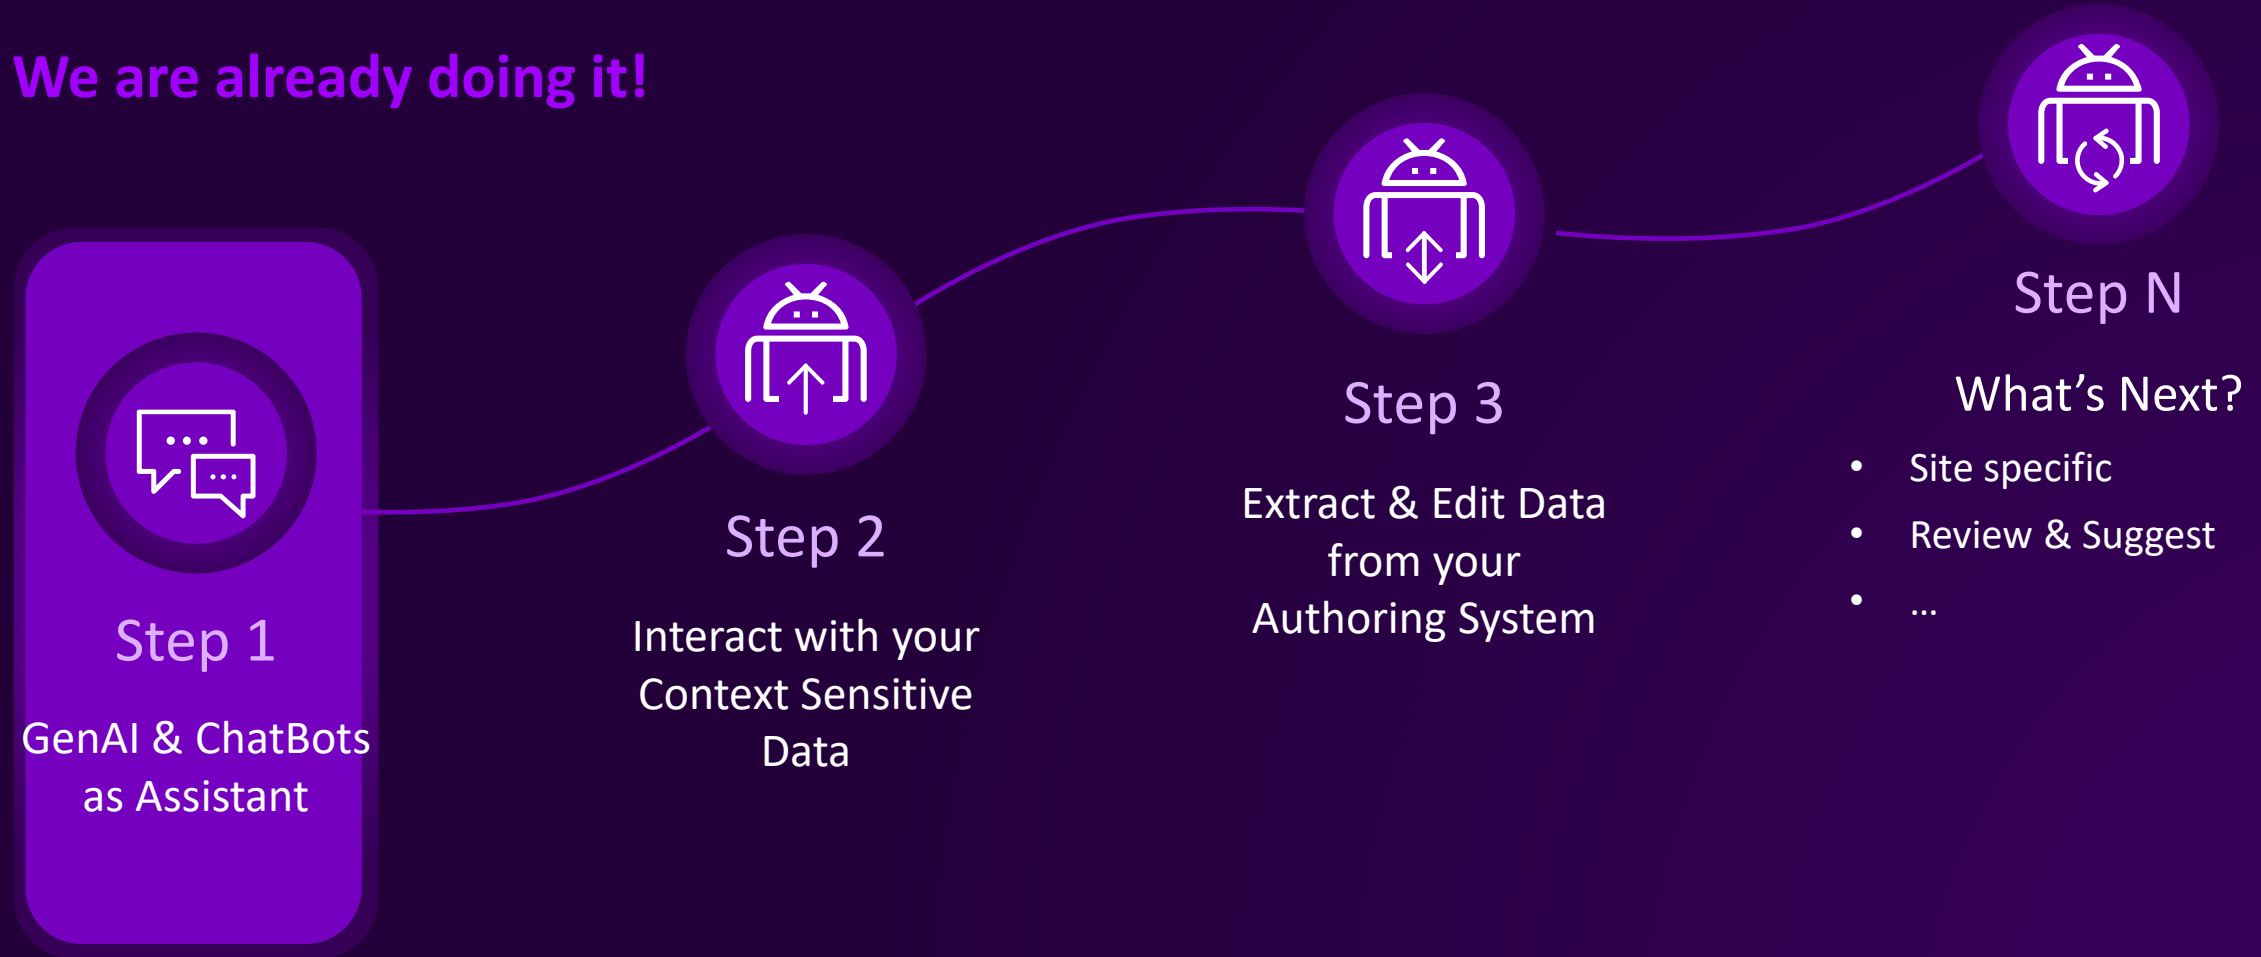 We are already doing it!
Step 1
GenAI & ChatBots
as Assistant
Step 2
Interact with your
Context Sensitive
Data
Step 3
Extract & Edit Data
from your
Authoring System
Step N
What’s Next?
• Site specific
• Review & Suggest
• ...